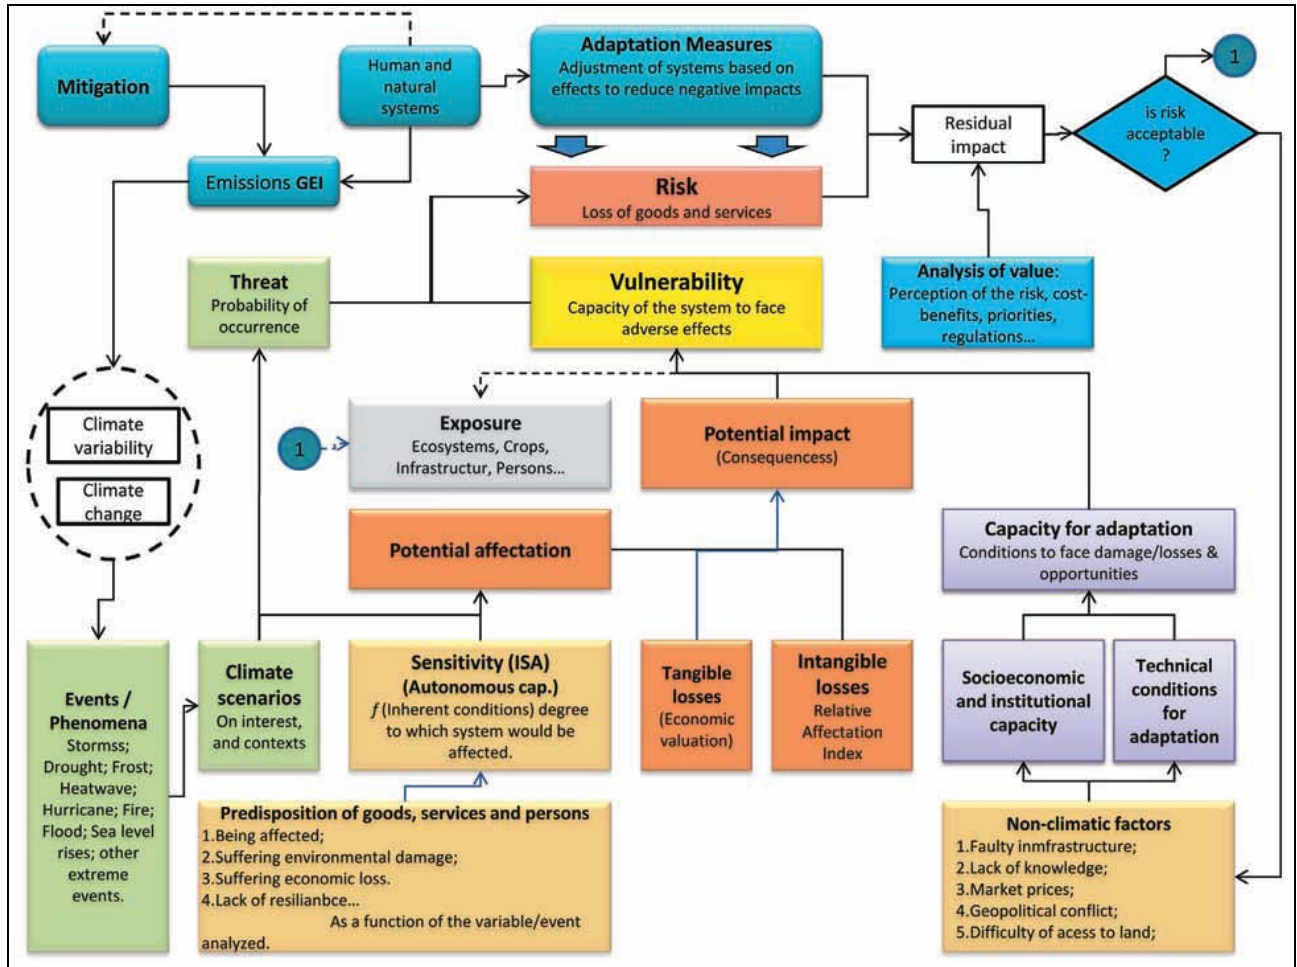 Mitigation
Human and
natural
systems
Adaptation Measures
Adjustment of systems based on
effects to reduce negative impacts
1
Residual
impact
is risk
acceptable
?
Emissions GEI
Risk
Loss of goods and services
Threat
Probability of
occurrence
Vulnerability
Capacity of the system to face
adverse effects
Analysis of value:
Perception of the risk, cost-
benefits, priorities,
regulations...
Climate
variability
Climate
change
1
Exposure
Ecosystems, Crops,
Infrastructur, Persons...
Potential impact
(Consequencess)
Potential affectation
Capacity for adaptation
Conditions to face damage/losses &
opportunities
Events /
Phenomena
Stormss;
Drought; Frost;
Heatwave;
Hurricane; Fire;
Flood; Sea level
rises; other
extreme
events.
Climate
scenarios
On interest,
and contexts
Sensitivity (ISA)
(Autonomous cap.)
f (Inherent conditions) degree
to which system would be
affected.
Tangible
losses
(Economic
valuation)
Intangible
losses
Relative
Affectation
Index
Socioeconomic
and institutional
capacity
Technical
conditions
for
adaptation
Predisposition of goods, services and persons
1.Being affected;
2.Suffering environmental damage;
3.Suffering economic loss.
4.Lack of resilianbce...
As a function of the variable/event
analyzed.
Non-climatic factors
1.Faulty inmfrastructure;
2.Lack of knowledge;
3.Market prices;
4.Geopolitical conflict;
5.Difficulty of acess to land;